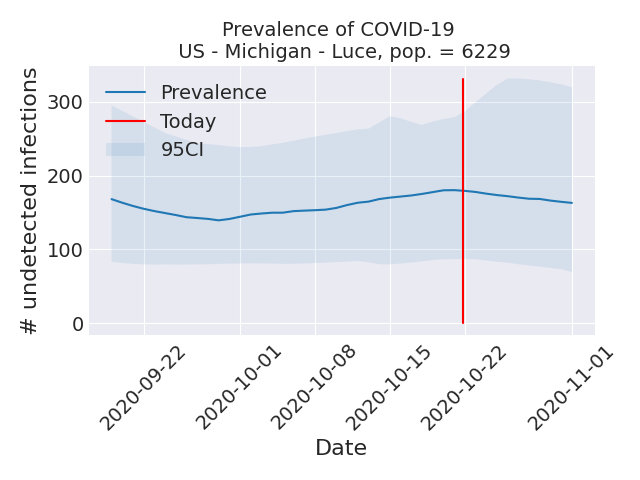 Prevalence of COVID-19
US - Michigan - Luce, pop. = 6229
# undetected infections
300
200
100
0
Prevalence
Today
95CI
2020-09-22
2020-10-01
2020-10-08
2020-10-15
2020-10-22
2020-11-01
Date